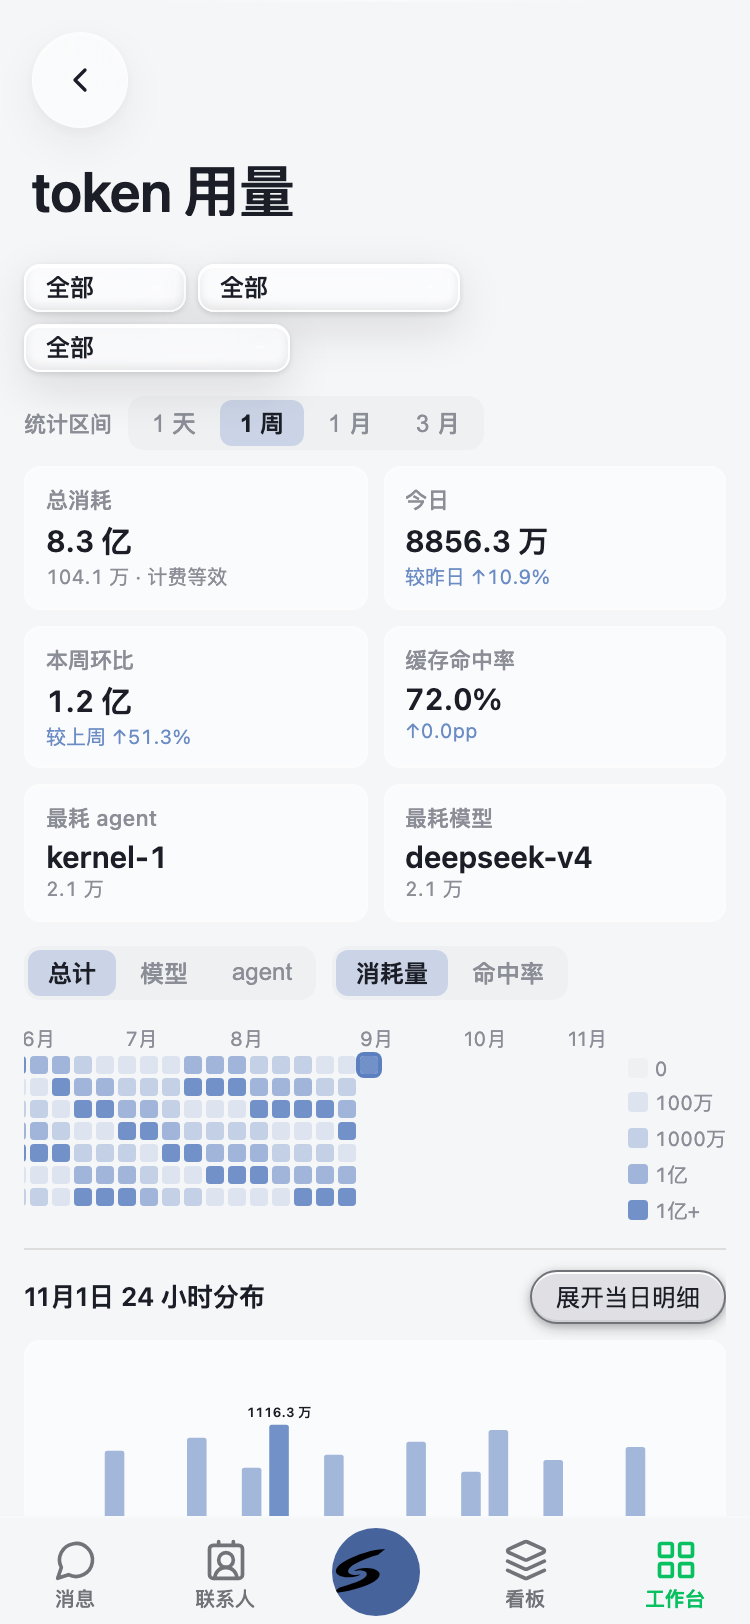 token 用量
全部
全部
全部
统计区间
1 天
1 周
1 月
3 月
总消耗
8.3 亿
104.1 万 · 计费等效
今日
8856.3 万
较昨日 ↑10.9%
本周环比
1.2 亿
较上周 ↑51.3%
缓存命中率
72.0%
↑0.0pp
最耗 agent
kernel-1
2.1 万
最耗模型
deepseek-v4
2.1 万
总计
模型
agent
消耗量
命中率
6月
7月
8月
9月
10月
11月
0
100万
1000万
1亿
1亿+
11月1日 24 小时分布
展开当日明细
1116.3 万
消息
联系人
看板
工作台